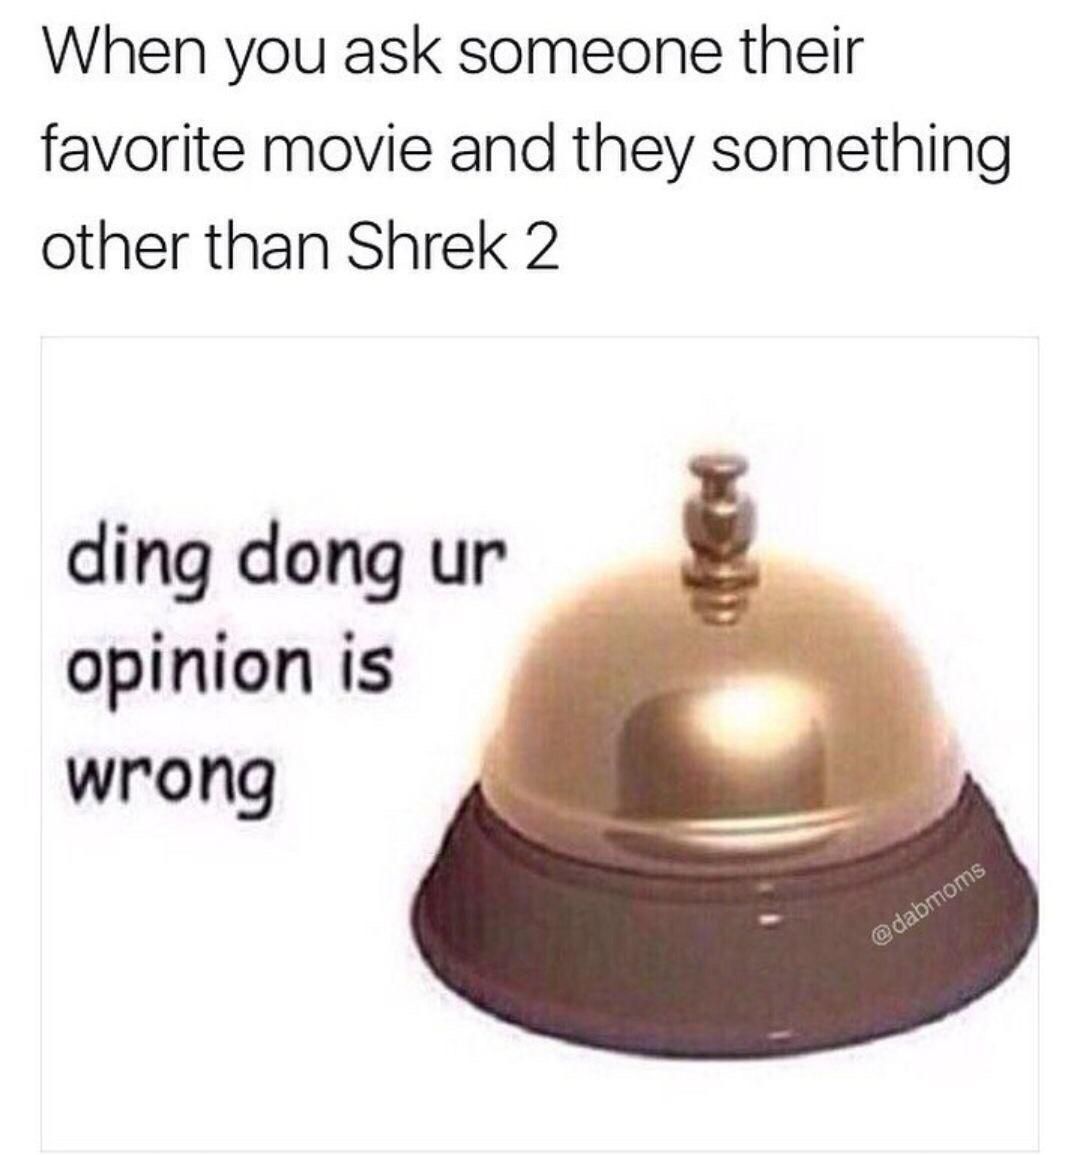 When you ask someone their
favorite movie and they something
other than Shrek 2
ding dong ur
opinion is
wrong
@dabmoms